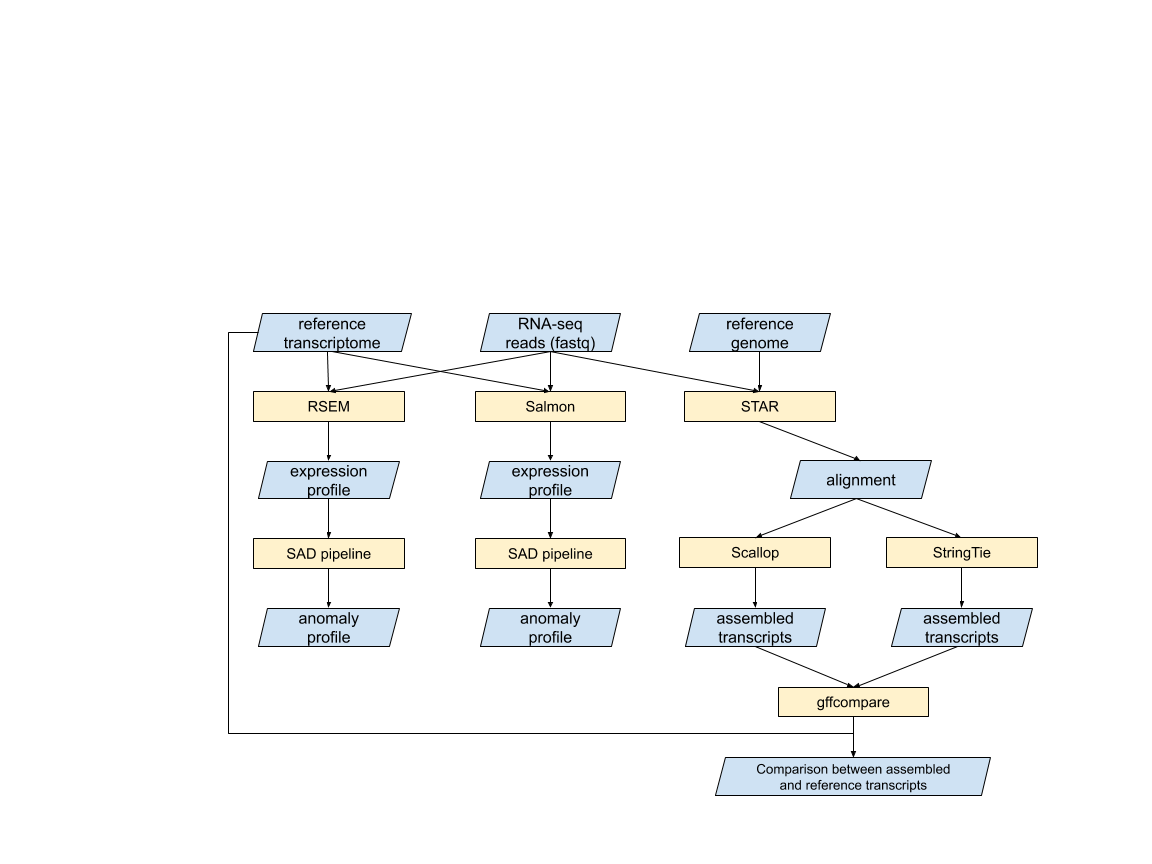 reference
transcriptome
RNA-seq
reads (fastq)
reference
genome
RSEM
Salmon
STAR
expression
profile
expression
profile
alignment
SAD pipeline
SAD pipeline
Scallop
StringTie
anomaly
profile
anomaly
profile
assembled
transcripts
assembled
transcripts
gffcompare
Comparison between assembled
and reference transcripts